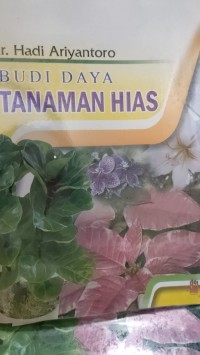 r. Hadi Ariyantoro
BUDI DAYA
TANAMAN HIAS